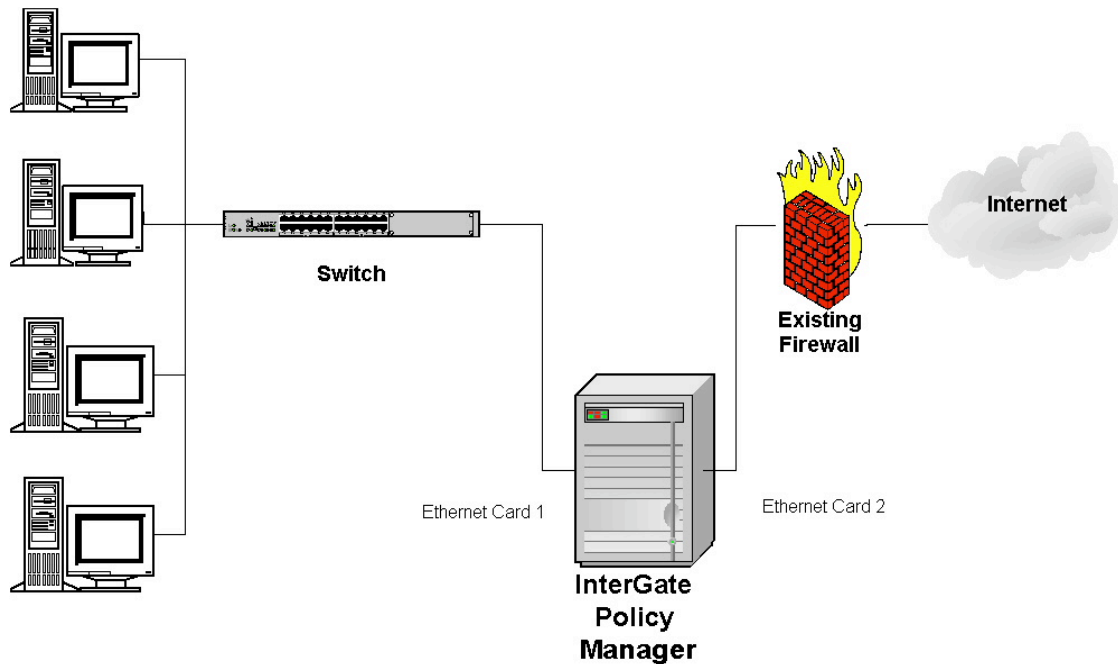 Switch
Internet
Existing
Firewall
Ethernet Card 1
Ethernet Card 2
InterGate
Policy
Manager